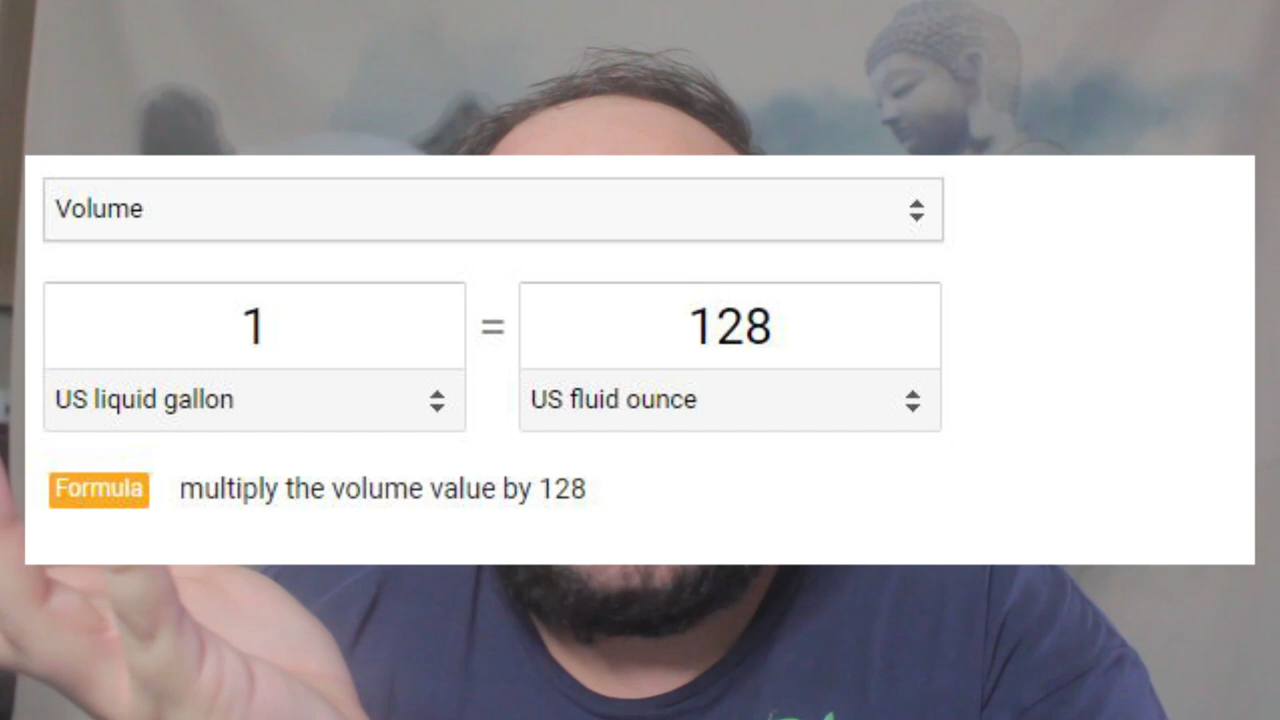 Volume
1 = 128
US liquid gallon US fluid ounce
Formula multiply the volume value by 128